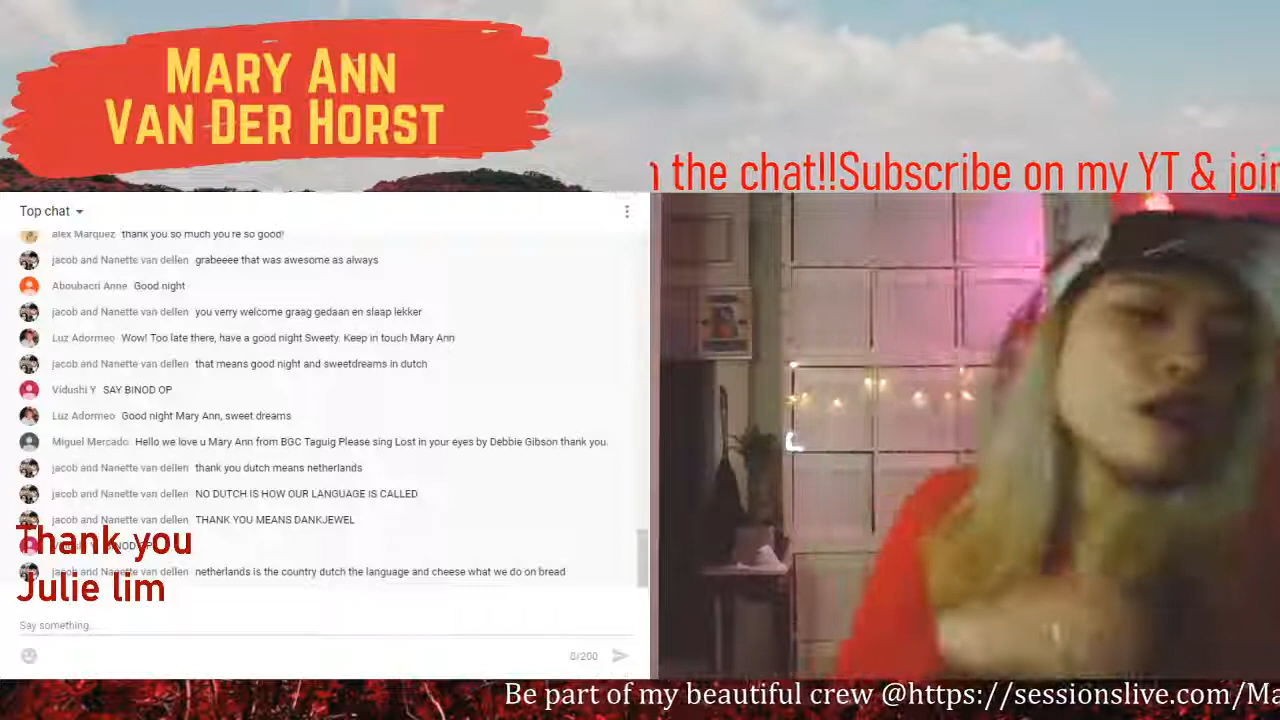 MARY ANN
VAN DER HORST
the chat!!Subscribe on my YT & join
Top chat
alex Marquez thank you so much you're so good!
jacob and Nanette van dellen grabeeee that was awesome as always
Aboubacri Anne Good night
jacob and Nanette van dellen you verry welcome graag gedaan en slaap lekker
Luz Adormeo Wow! Too late there, have a good night Sweety. Keep in touch Mary Ann
jacob and Nanette van dellen that means good night and sweetdreams in dutch
Vidushi Y SAY BINOD OP
Luz Adormeo Good night Mary Ann, sweet dreams
Miguel Mercado Hello we love u Mary Ann from BGC Taguig Please sing Lost in your eyes by Debbie Gibson thank you.
jacob and Nanette van dellen thank you dutch means netherlands
jacob and Nanette van dellen NO DUTCH IS HOW OUR LANGUAGE IS CALLED
jacob and Nanette van dellen THANK YOU MEANS DANKJEWEL
BINOD OP
Thank you
jacob and Nanette van dellen netherlands is the country dutch the language and cheese what we do on bread
Julie lim
Say something...
0/200
Be part of my beautiful crew @https://sessionslive.com/Ma